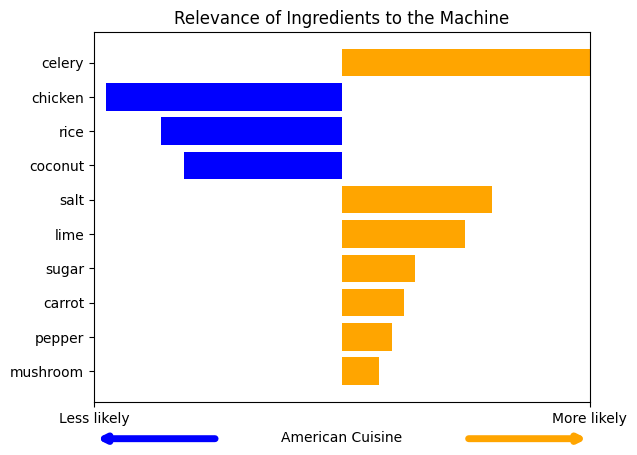 Relevance of Ingredients to the Machine
celery
chicken
rice
coconut
salt
lime
sugar
carrot
pepper
mushroom
Less likely
More likely
American Cuisine